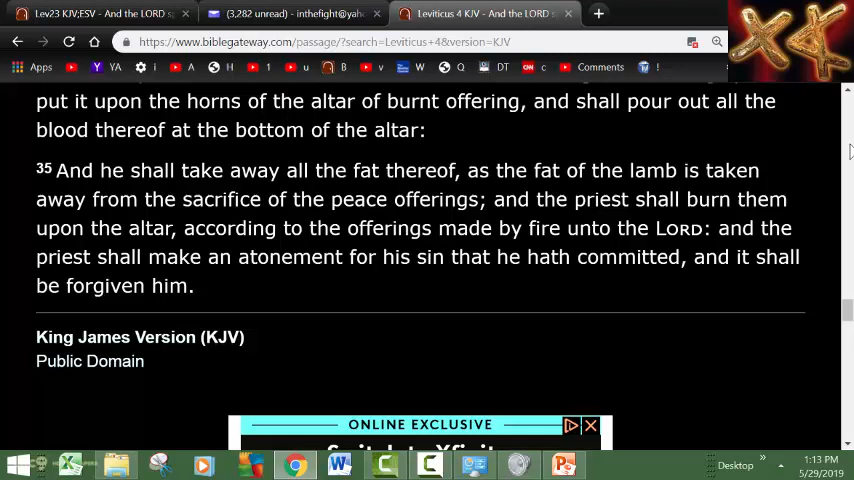 Lev23 KJV;ESV - And the LORD sp
(3,282 unread) - inthefight@yah
Leviticus 4 KJV - And the LORD s
https://www.biblegateway.com/passage/?search=Leviticus+4&version=KJV
Apps
YA
i
H
1
u
B
v
W
Q
DT
c
Comments
!
put it upon the horns of the altar of burnt offering, and shall pour out all the
blood thereof at the bottom of the altar:
35 And he shall take away all the fat thereof, as the fat of the lamb is taken
away from the sacrifice of the peace offerings; and the priest shall burn them
upon the altar, according to the offerings made by fire unto the LORD: and the
priest shall make an atonement for his sin that he hath committed, and it shall
be forgiven him.
King James Version (KJV)
Public Domain
ONLINE EXCLUSIVE
Desktop
1:13 PM
5/29/2019